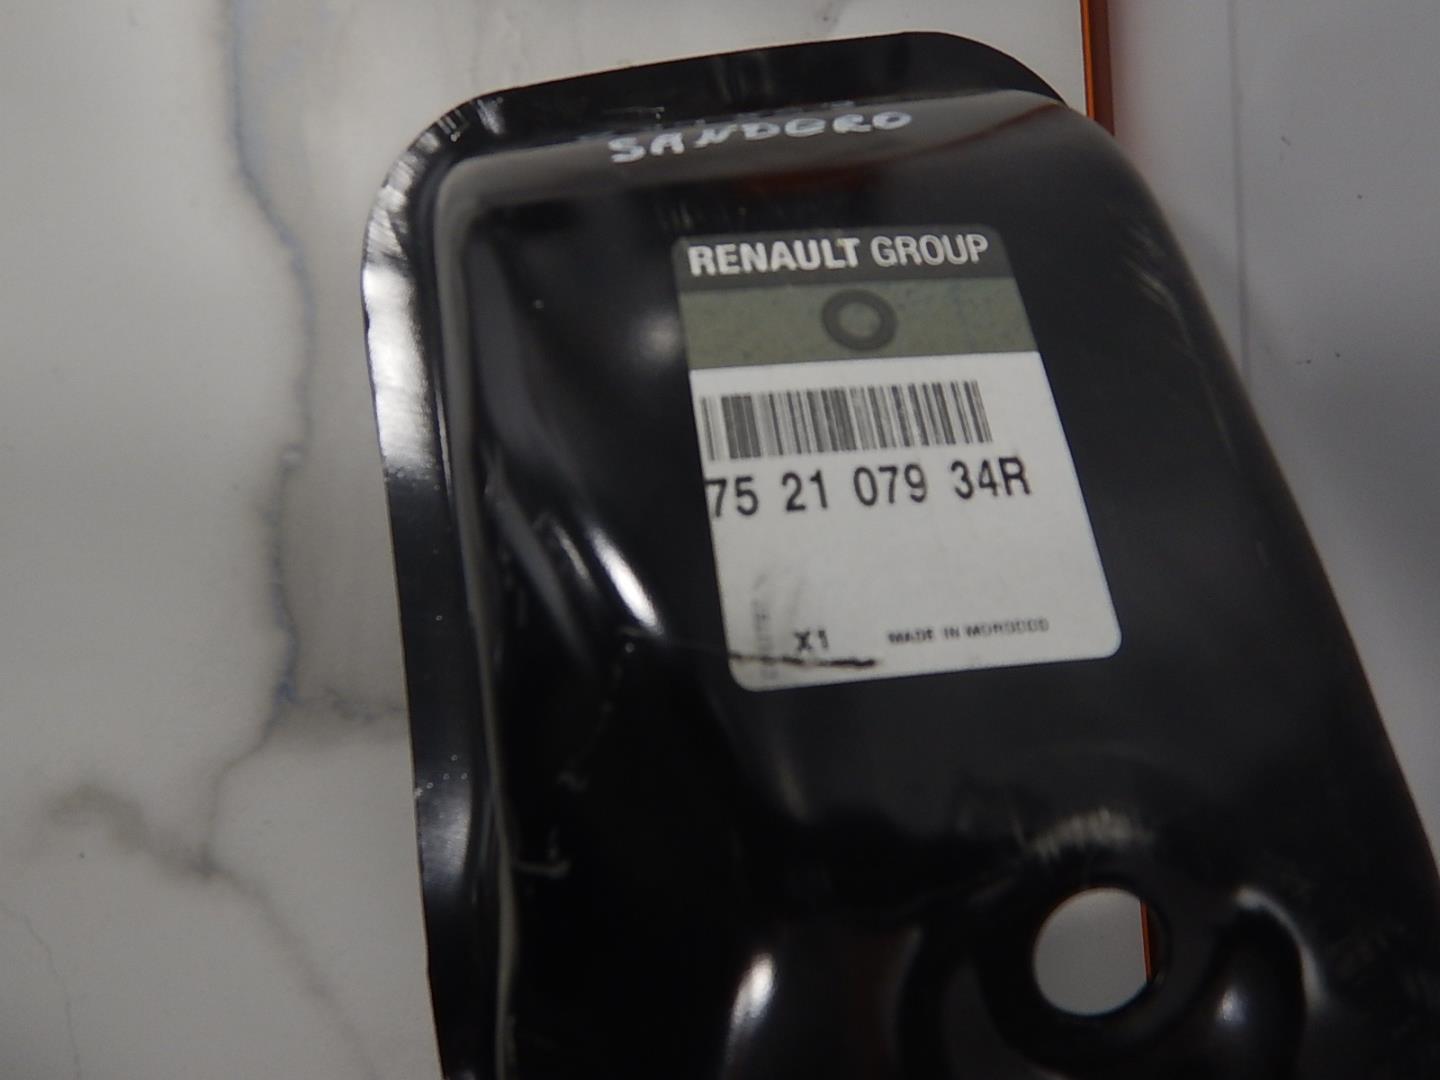 SANDERO
RENAULT GROUP
75 21 079 34R
X1
MADE IN MOROCCO